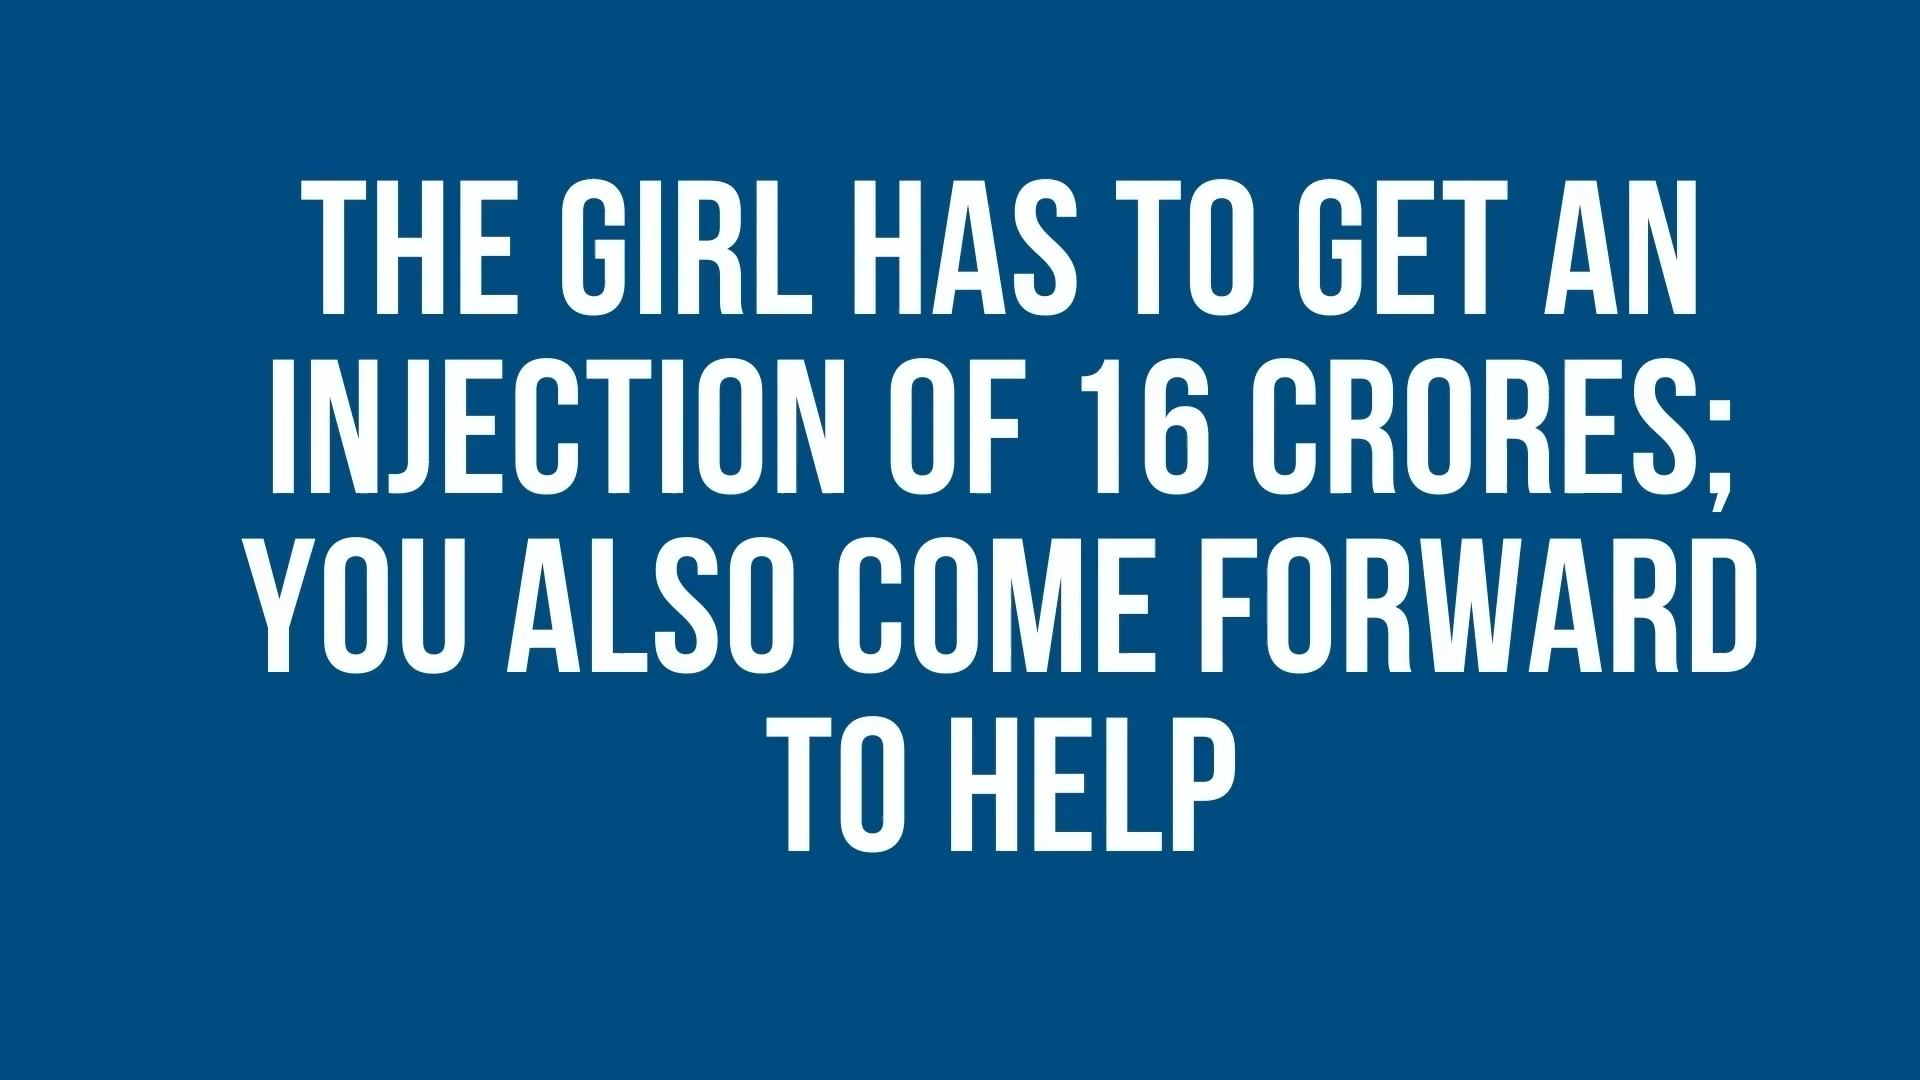 THE GIRL HAS TO GET AN
INJECTION OF 16 CRORES;
YOU ALSO COME FORWARD
TO HELP